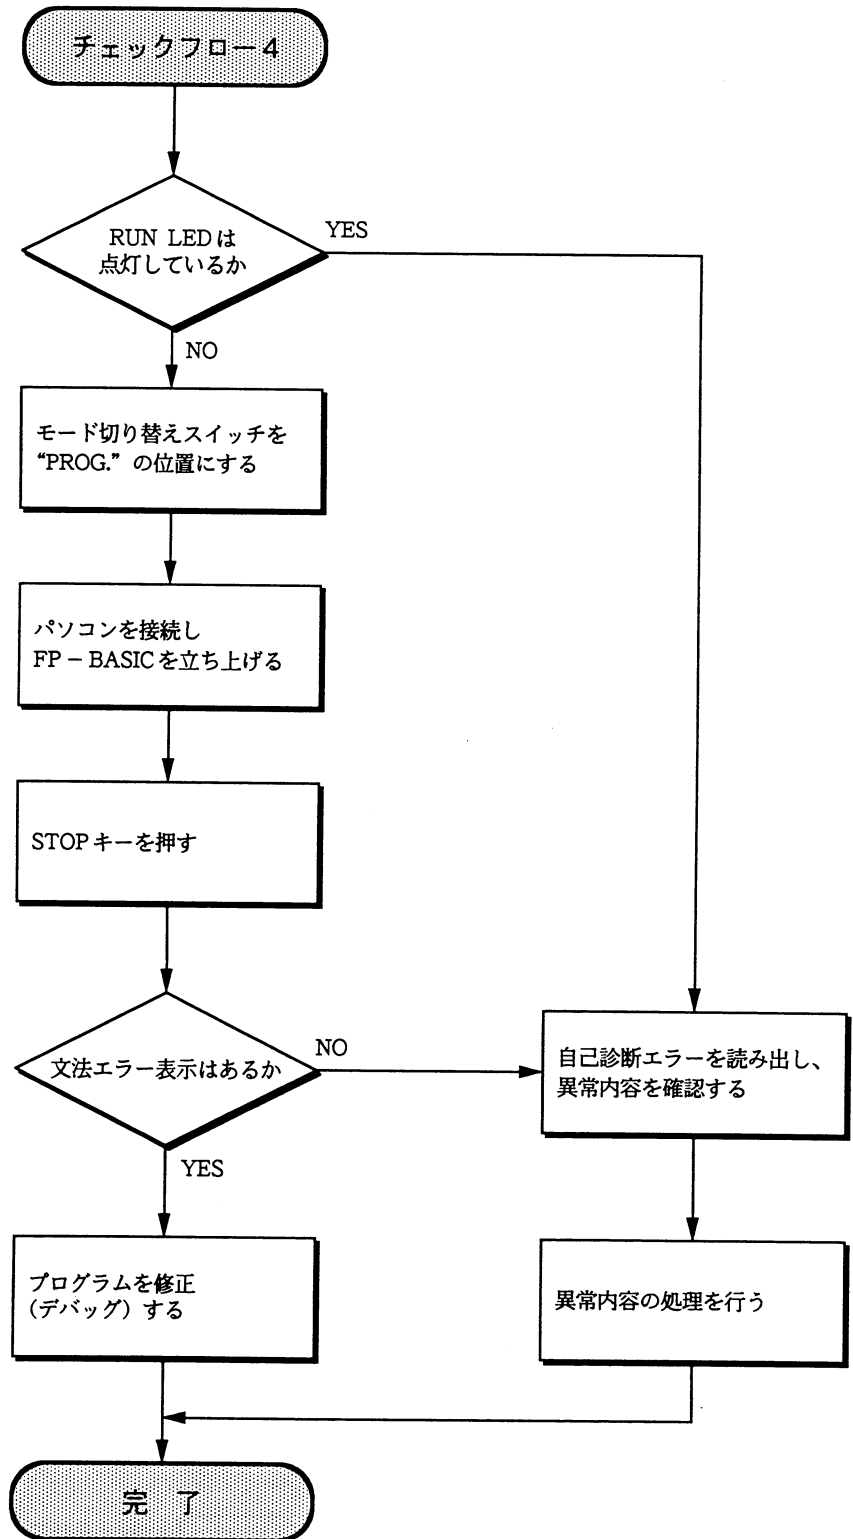 チェックフロー4
RUN LEDは
点灯しているか
YES
NO
モード切り替えスイッチを
“PROG.”の位置にする
パソコンを接続し
FP－BASICを立ち上げる
STOPキーを押す
文法エラー表示はあるか
NO
YES
自己診断エラーを読み出し、
異常内容を確認する
プログラムを修正
(デバッグ)する
異常内容の処理を行う
完 了